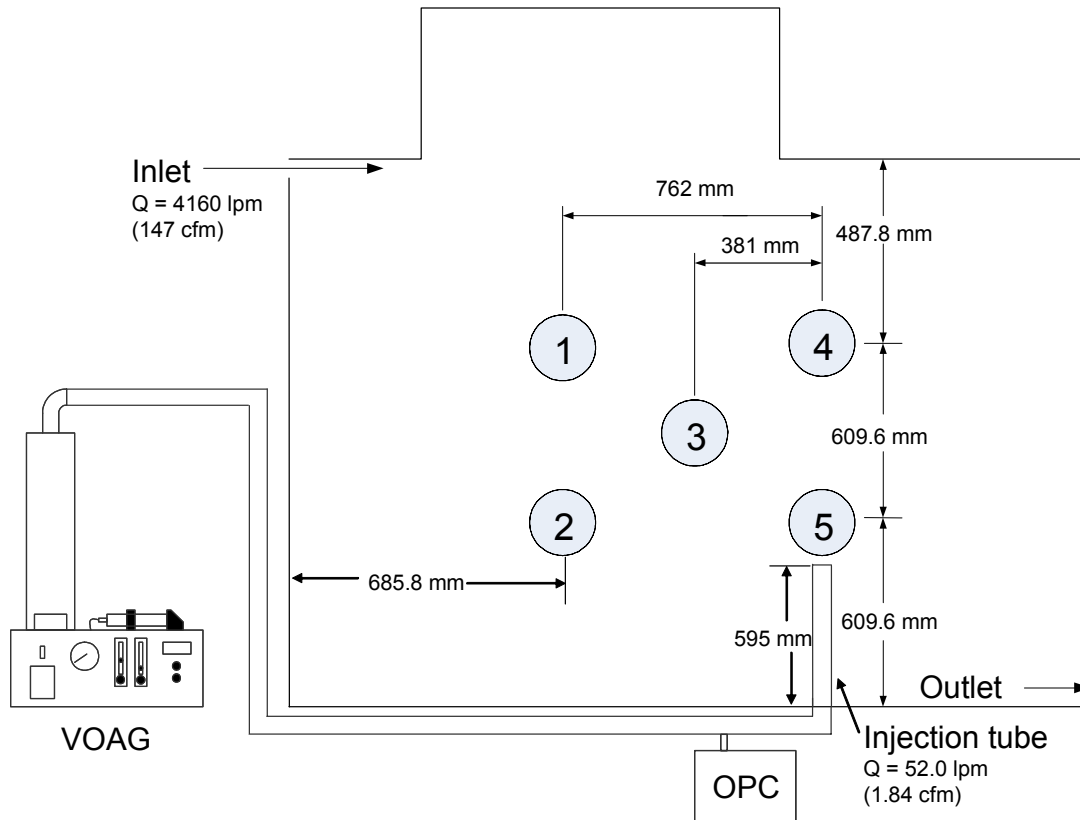 Inlet
Q = 4160 lpm
(147 cfm)
762 mm
381 mm
487.8 mm
1
4
3
609.6 mm
2
5
685.8 mm
595 mm
609.6 mm
Outlet
VOAG
Injection tube
Q = 52.0 lpm
(1.84 cfm)
OPC